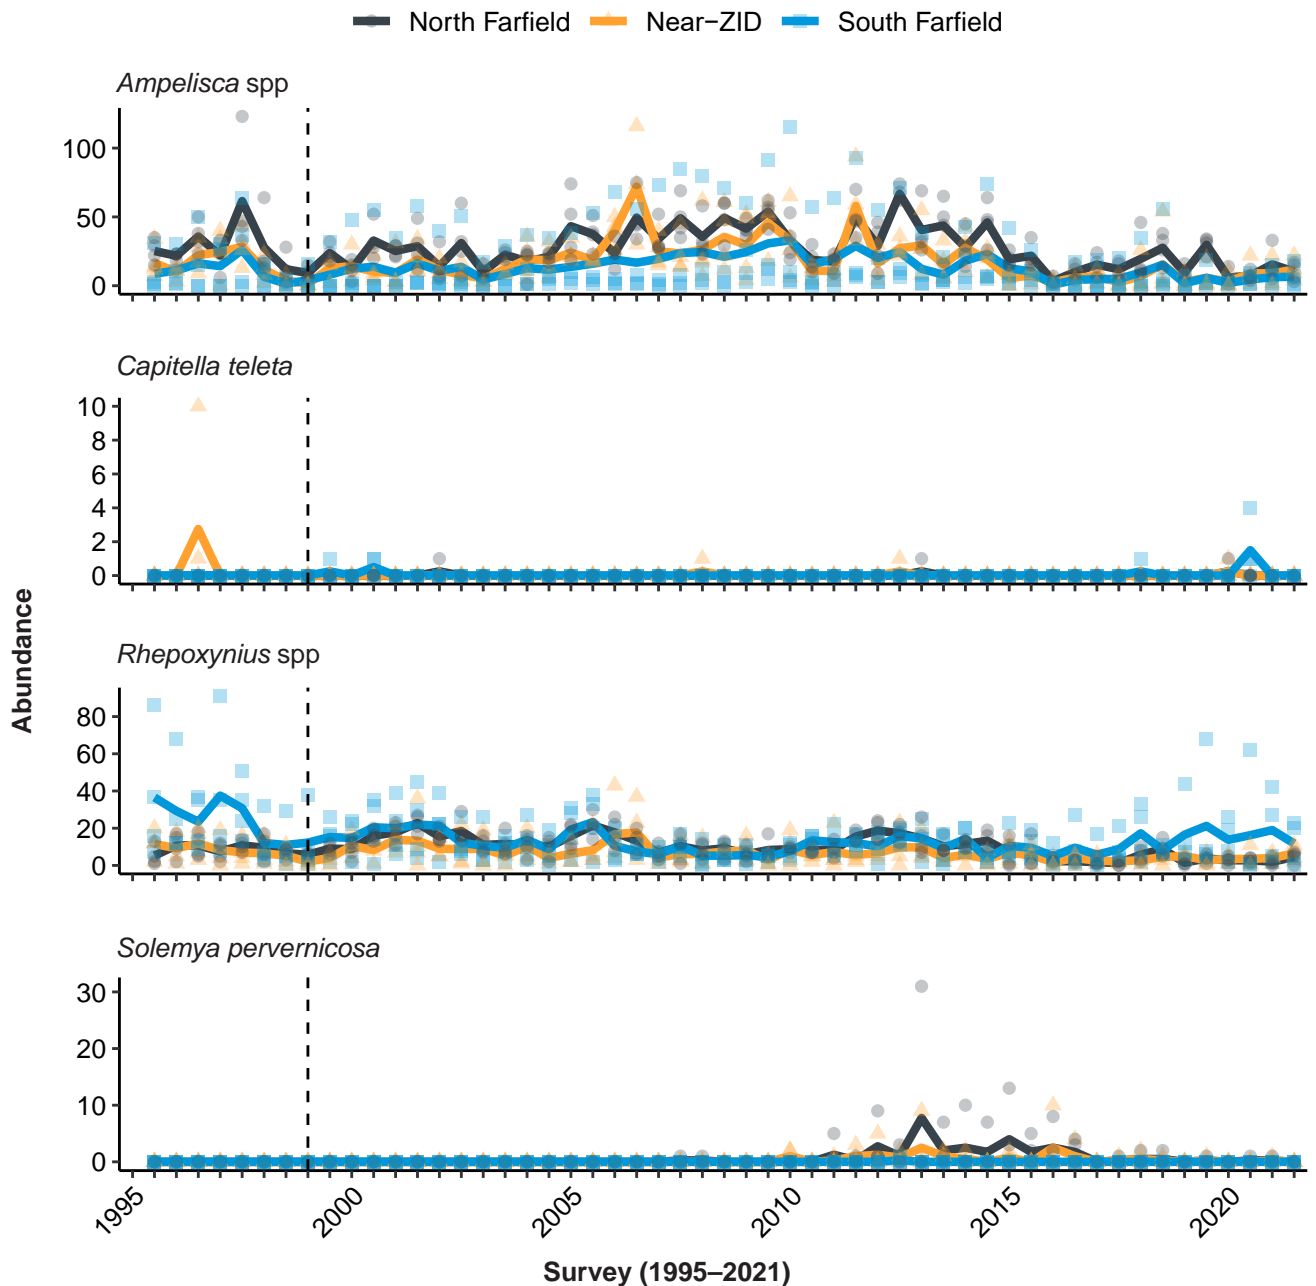 North Farfield Near−ZID South Farfield
Ampelisca spp
100
50
0
Capitella teleta
10
8
6
4
2
0
Rhepoxynius spp
80
60
40
20
0
Solemya pervernicosa
30
20
10
0
Abundance
1995 2000 2005 2010 2015 2020
Survey (1995–2021)